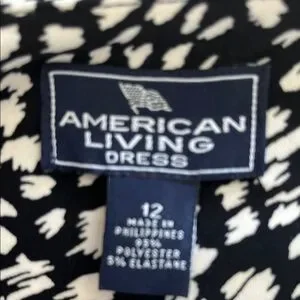 AMERICAN
LIVING
DRESS
12
MADE IN
PHILIPPINES
95%
POLYESTER
5% ELASTANE